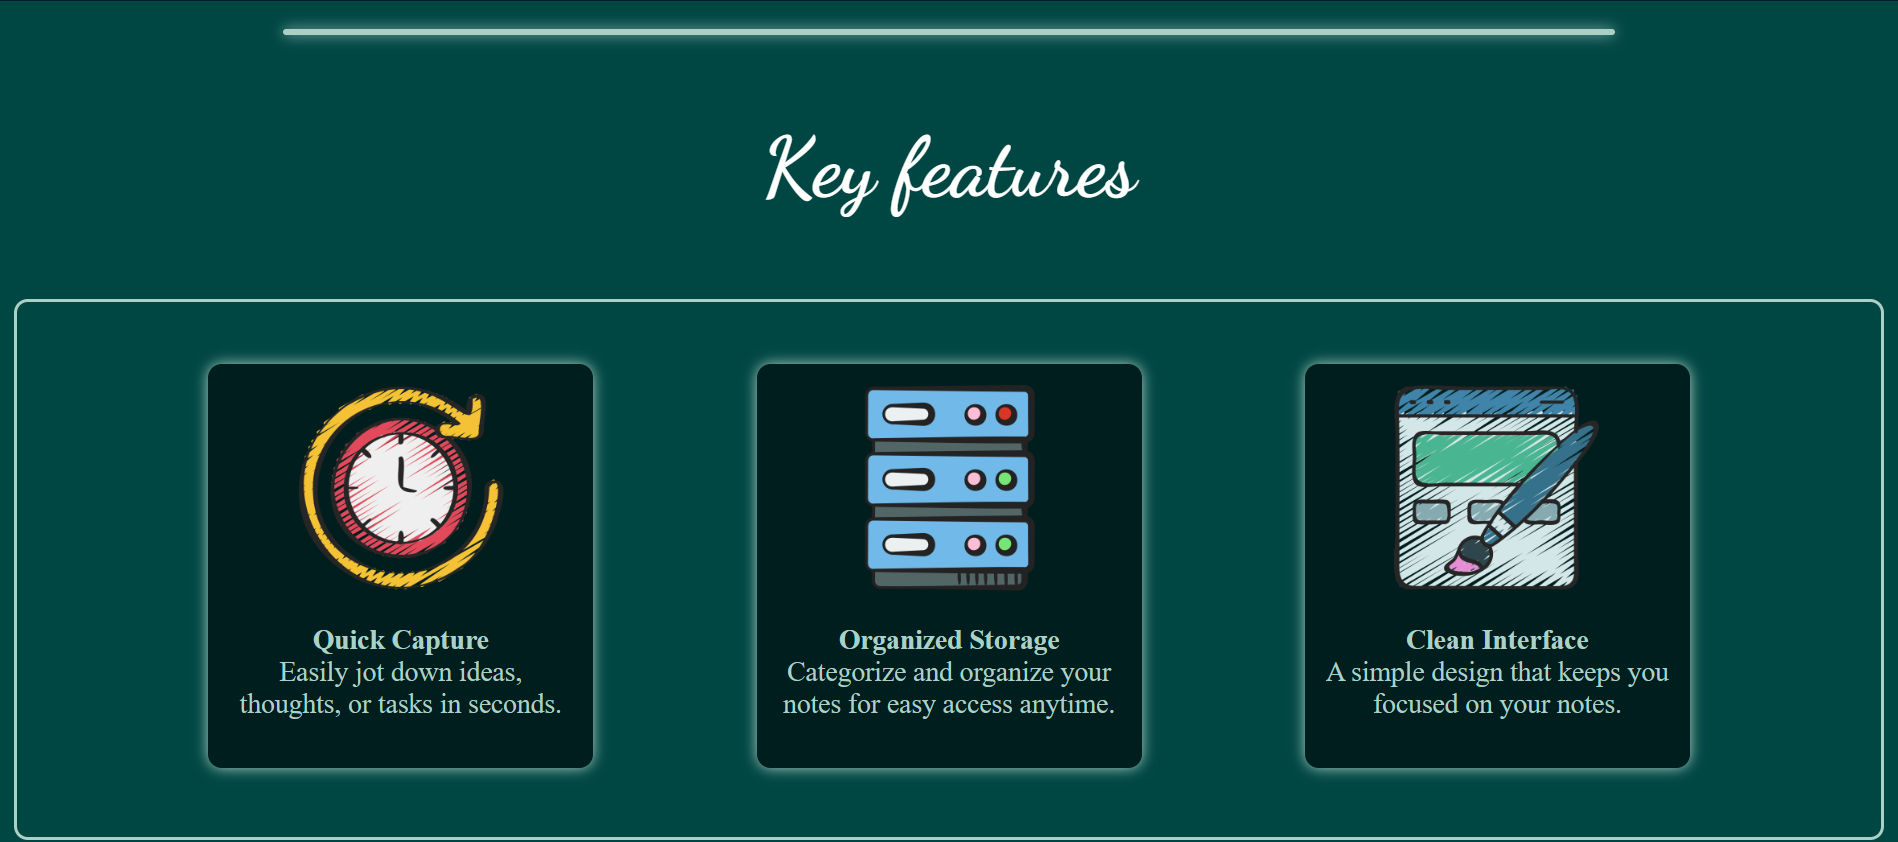 Key features
Quick Capture
Easily jot down ideas,
thoughts, or tasks in seconds.
Organized Storage
Categorize and organize your
notes for easy access anytime.
Clean Interface
A simple design that keeps you
focused on your notes.